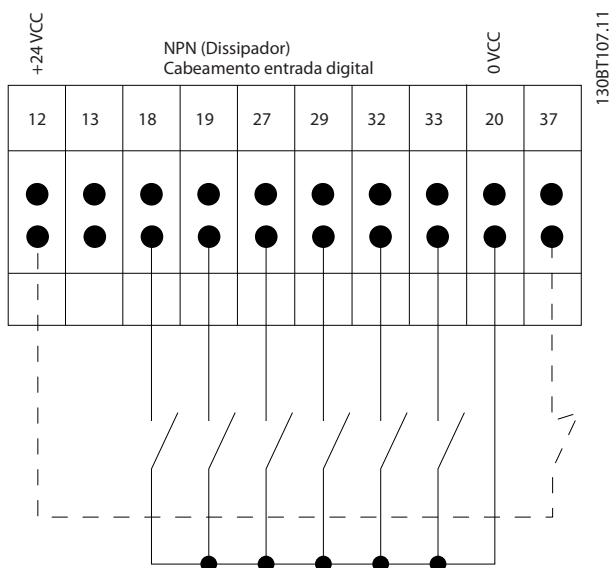 +24 VCC
NPN (Dissipador)
Cabeamento entrada digital
0 VCC
130BT107.11
12 13 18 19 27 29 32 33 20 37